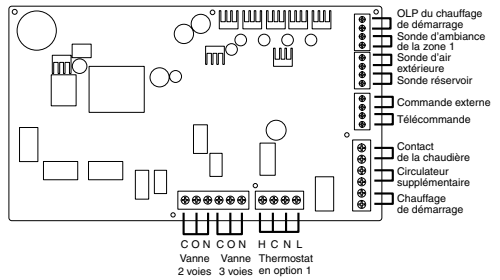 OLP du chauffage
de démarrage
Sonde d'ambiance
de la zone 1
Sonde d'air
extérieure
Sonde réservoir
Commande externe
Télécommande
Contact
de la chaudière
Circulateur
supplémentaire
Chauffage
de démarrage
C O N C O N H C N L
Vanne Vanne Thermostat
2 voies 3 voies en option 1